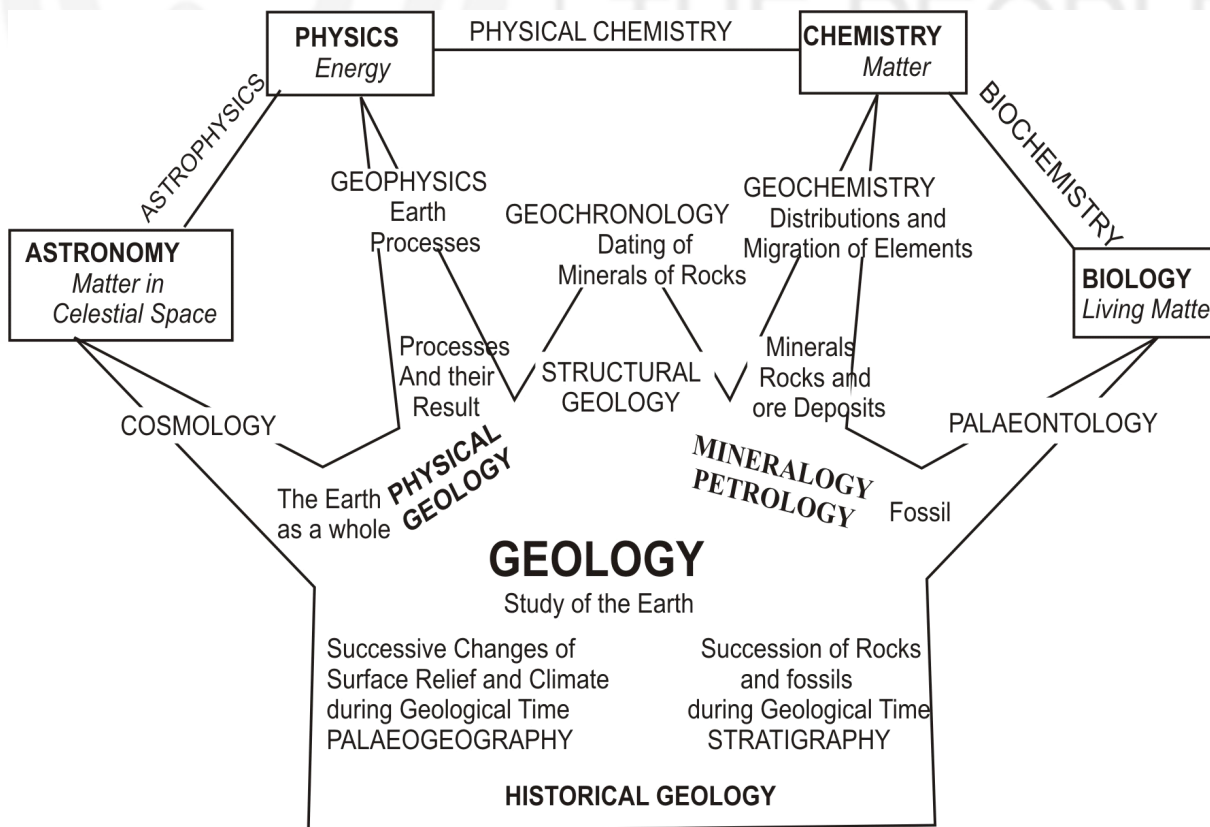 PHYSICS
Energy
PHYSICAL CHEMISTRY
CHEMISTRY
Matter
ASTROPHYSICS
BIOCHEMISTRY
GEOPHYSICS
Earth
Processes
GEOCHRONOLOGY
Dating of
Minerals of Rocks
GEOCHEMISTRY
Distributions and
Migration of Elements
ASTRONOMY
Matter in
Celestial Space
BIOLOGY
Living Matte
Processes
And their
Result
STRUCTURAL
GEOLOGY
Minerals
Rocks and
ore Deposits
COSMOLOGY
PALAEONTOLOGY
The Earth
as a whole
PHYSICAL
GEOLOGY
MINERALOGY
PETROLOGY
Fossil
GEOLOGY
Study of the Earth
Successive Changes of
Surface Relief and Climate
during Geological Time
PALAEOGEOGRAPHY
Succession of Rocks
and fossils
during Geological Time
STRATIGRAPHY
HISTORICAL GEOLOGY